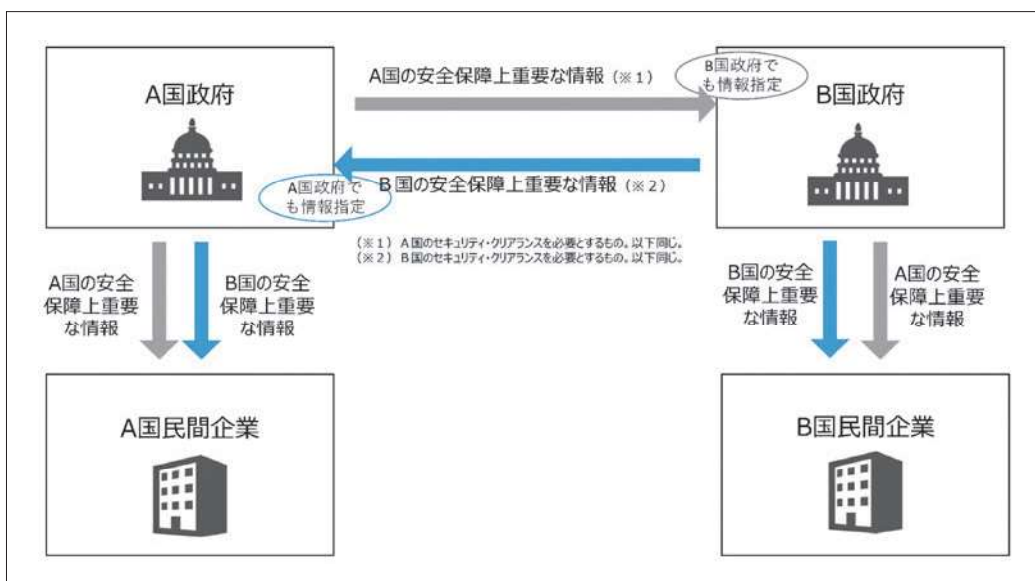 A国政府
A国の安全保障上重要な情報（※1）
B国政府で
も情報指定
B国政府
A国政府で
も情報指定
B国の安全保障上重要な情報（※2）
（※1）A国のセキュリティ・クリアランスを必要とするもの。以下同じ。
（※2）B国のセキュリティ・クリアランスを必要とするもの。以下同じ。
A国の安全
保障上重要
な情報
B国の安全
保障上重要
な情報
B国の安全
保障上重要
な情報
A国の安全
保障上重要
な情報
A国民間企業
B国民間企業